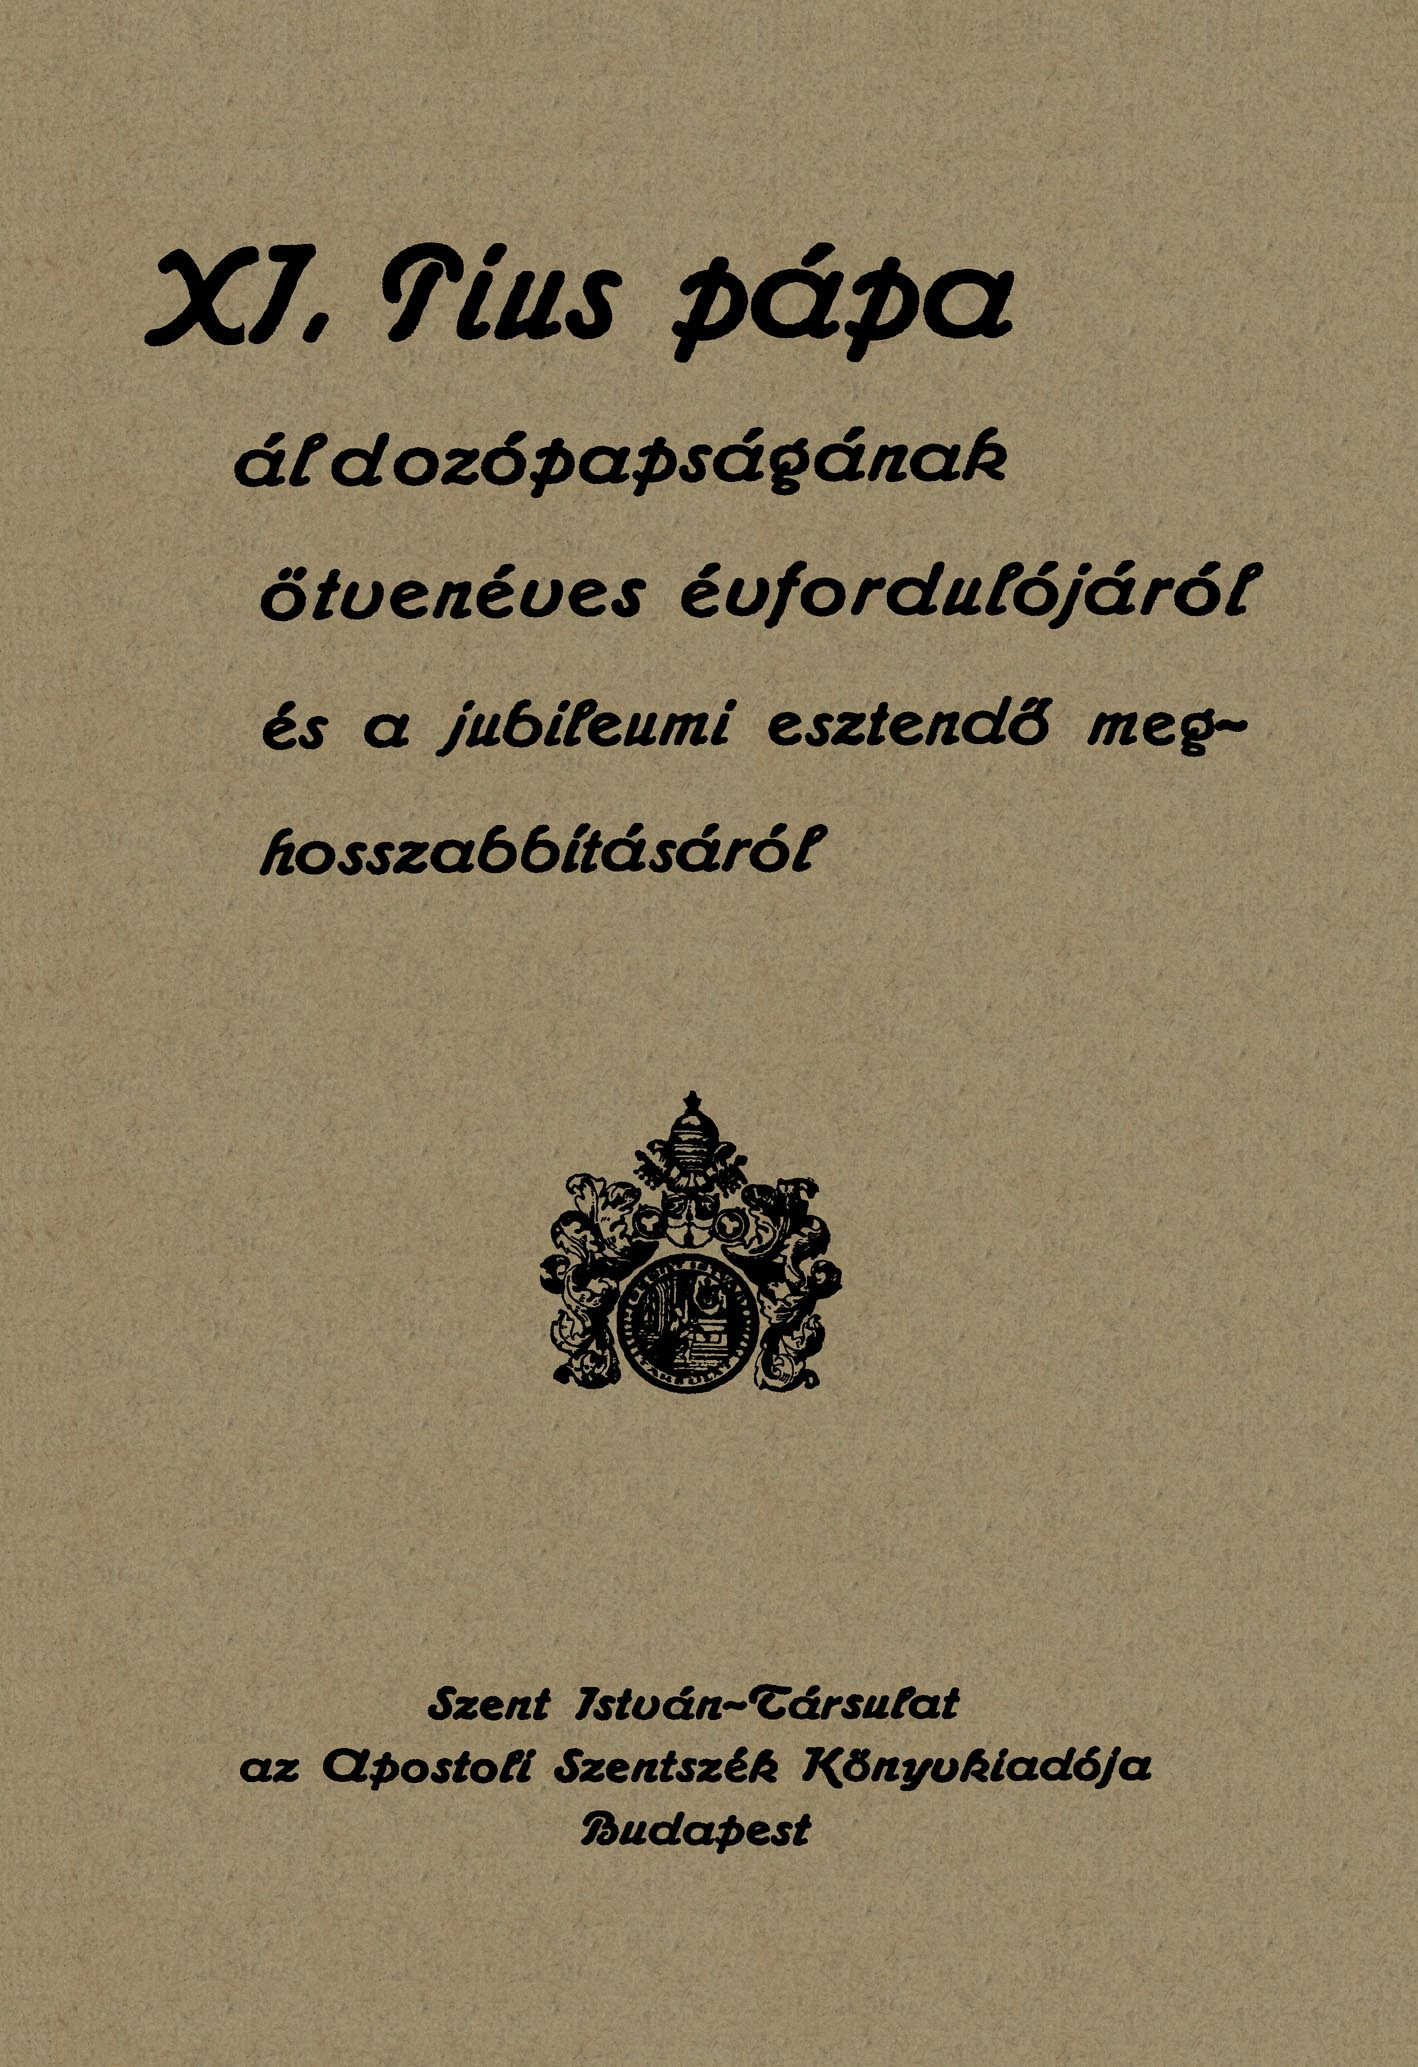 XI. Pius pápa
áldozópapságának
ötvenéves évfordulójáról
és a jubileumi esztendő meg-
hosszabbításáról
Szent István-Társulat
az Apostoli Szentszék Könyvkiadója
Budapest